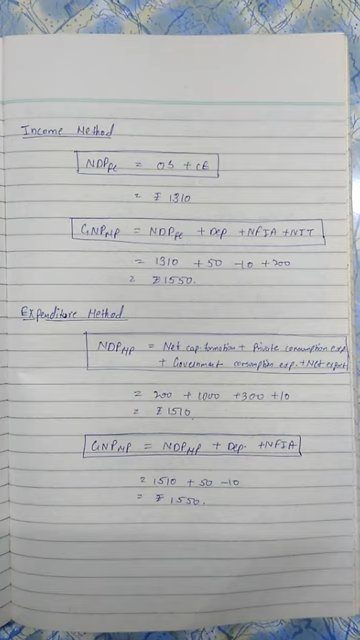 Income Method
NDPFC = OS + CE
= ₹ 1310
GNPMP = NDPFC + Dep + NFIA + NIT
= 1310 + 50 -10 +200
= ₹1550.
Expenditure Method
NDPMP = Net cap. formation + Private consumption exp
+ Government consumption exp. + Net export
= 200 + 1000 +300 +10
= ₹ 1510
GNPMP = NDPMP + Dep. +NFIA
= 1510 + 50 -10
= ₹ 1550.